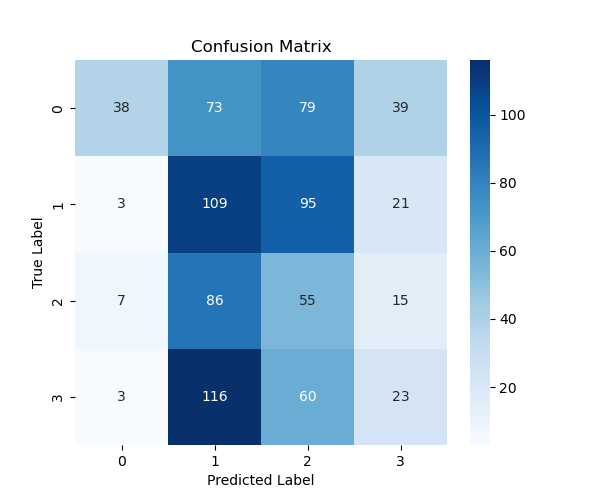 Confusion Matrix
True Label
0 38 73 79 39
1 3 109 95 21
2 7 86 55 15
3 3 116 60 23
0 1 2 3
Predicted Label
100
80
60
40
20